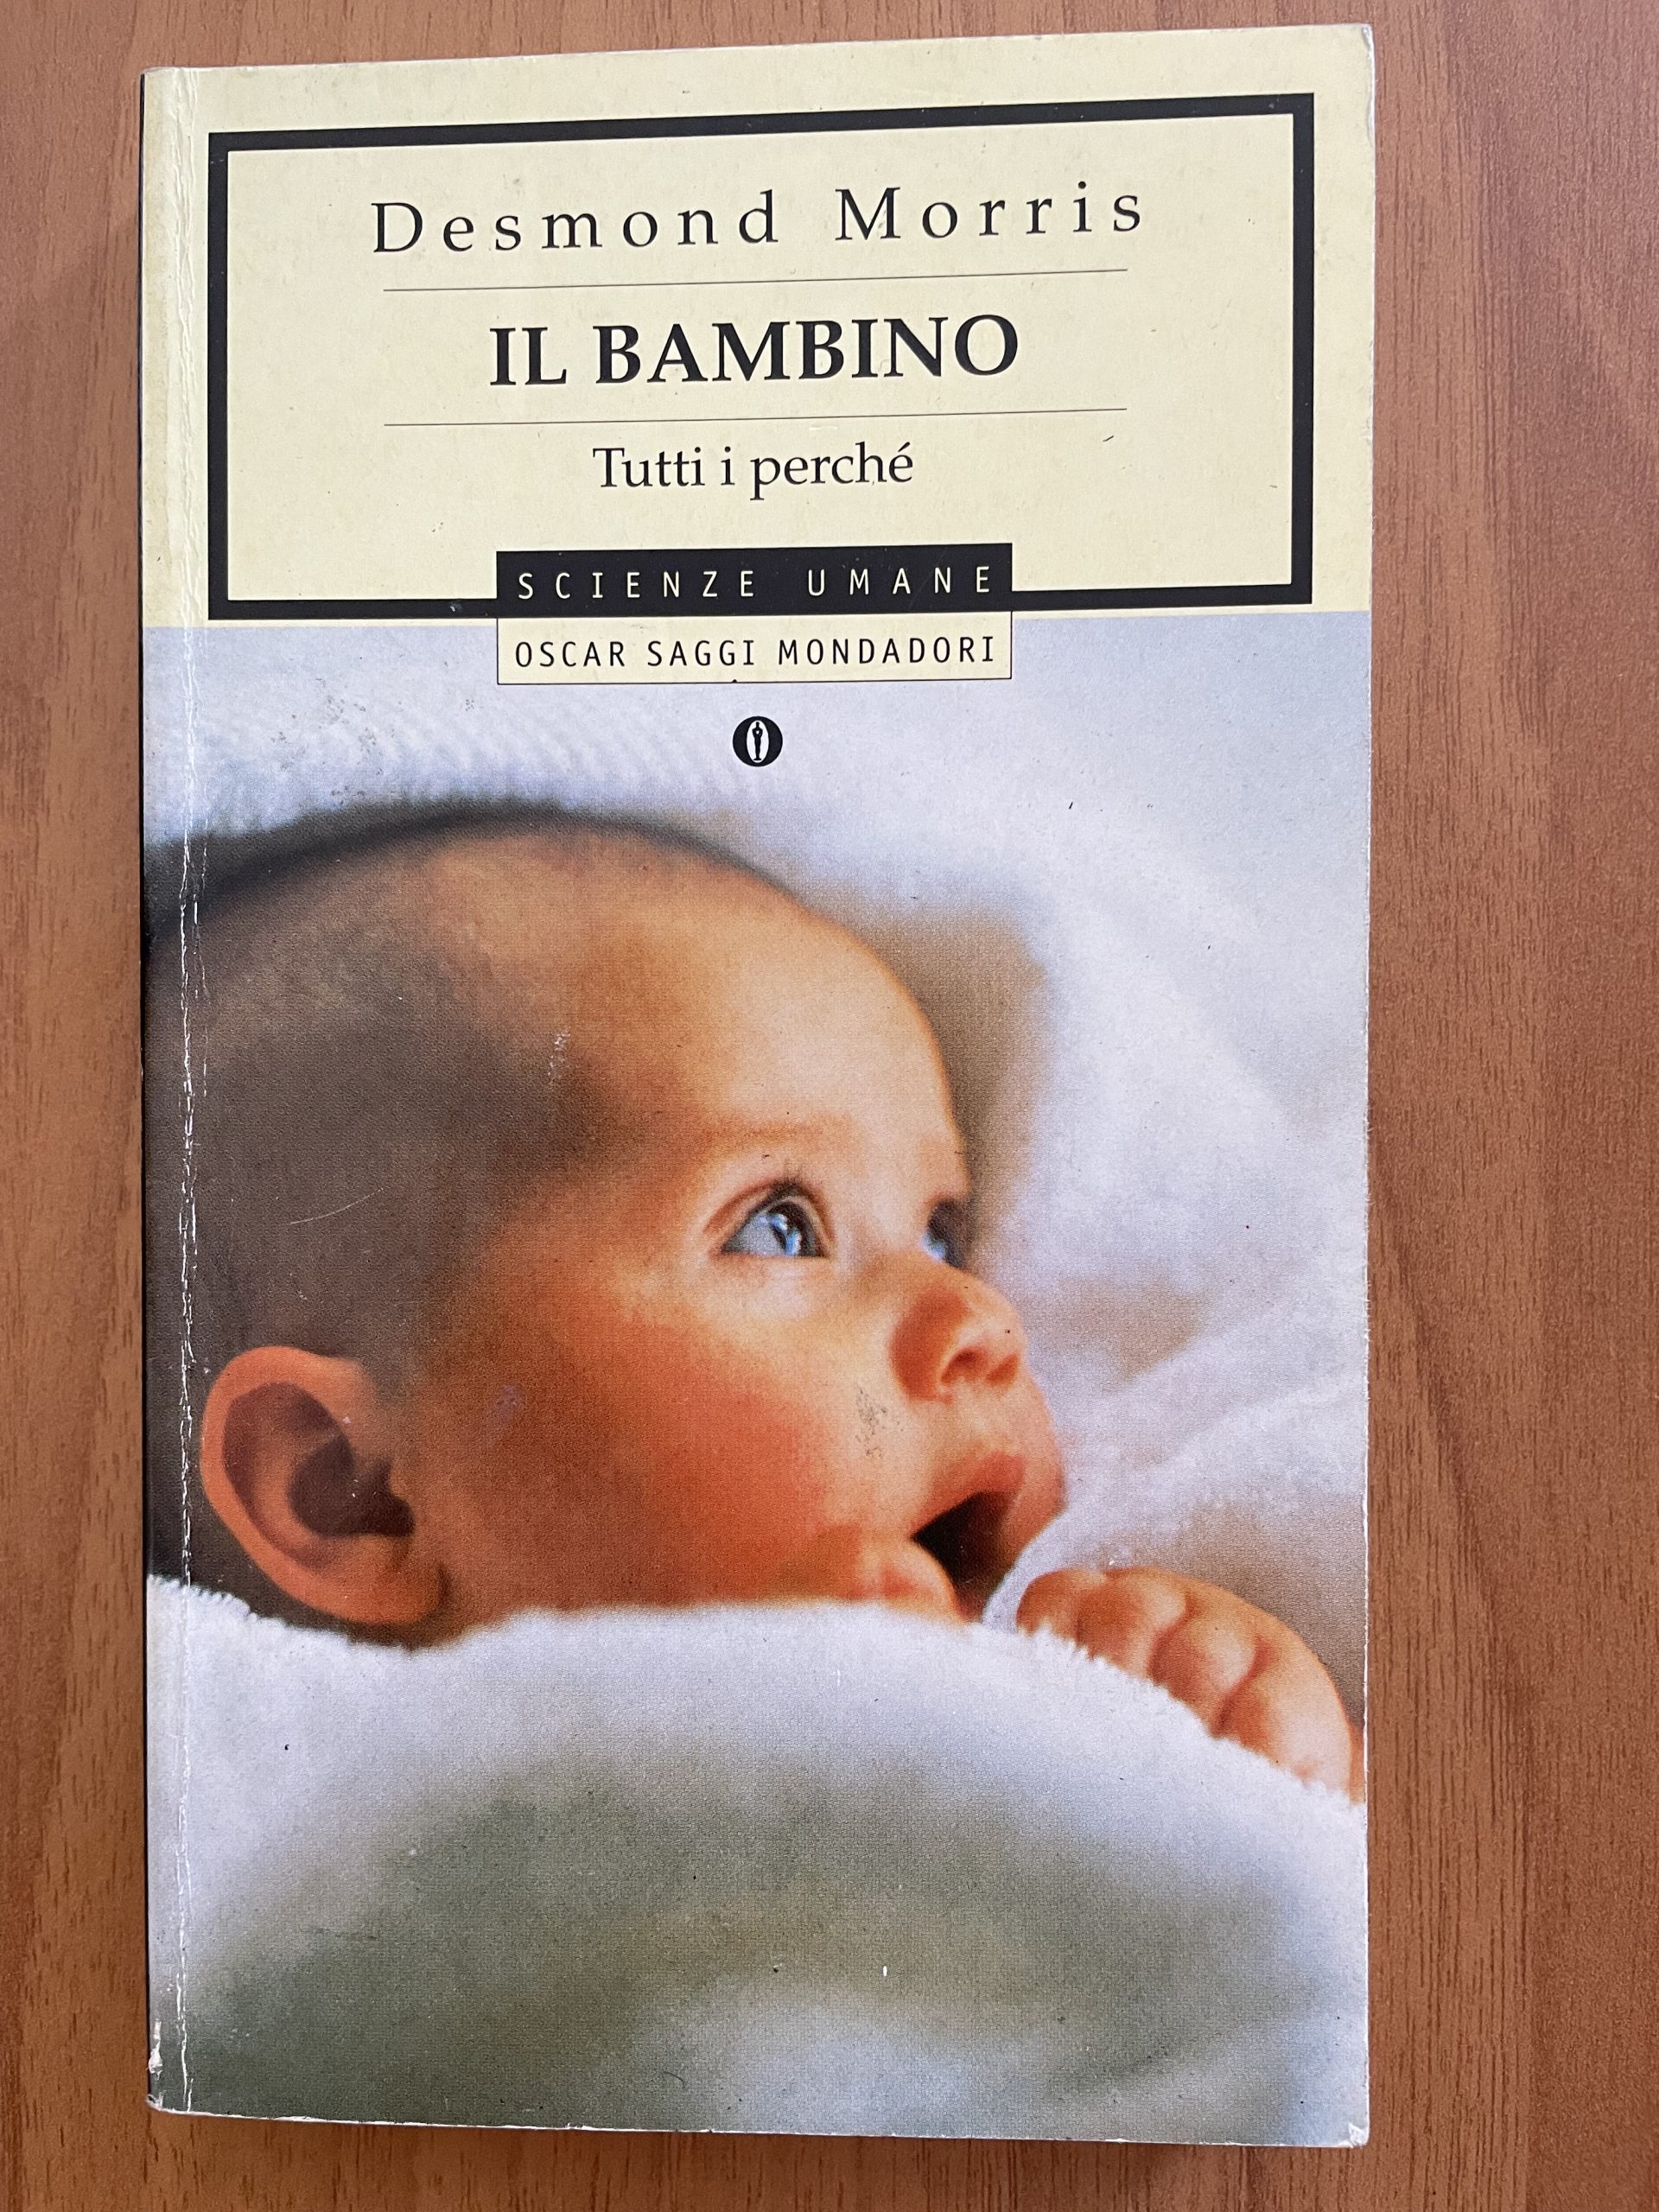 Desmond Morris
IL BAMBINO
Tutti i perché
SCIENZE UMANE
OSCAR SAGGI MONDADORI